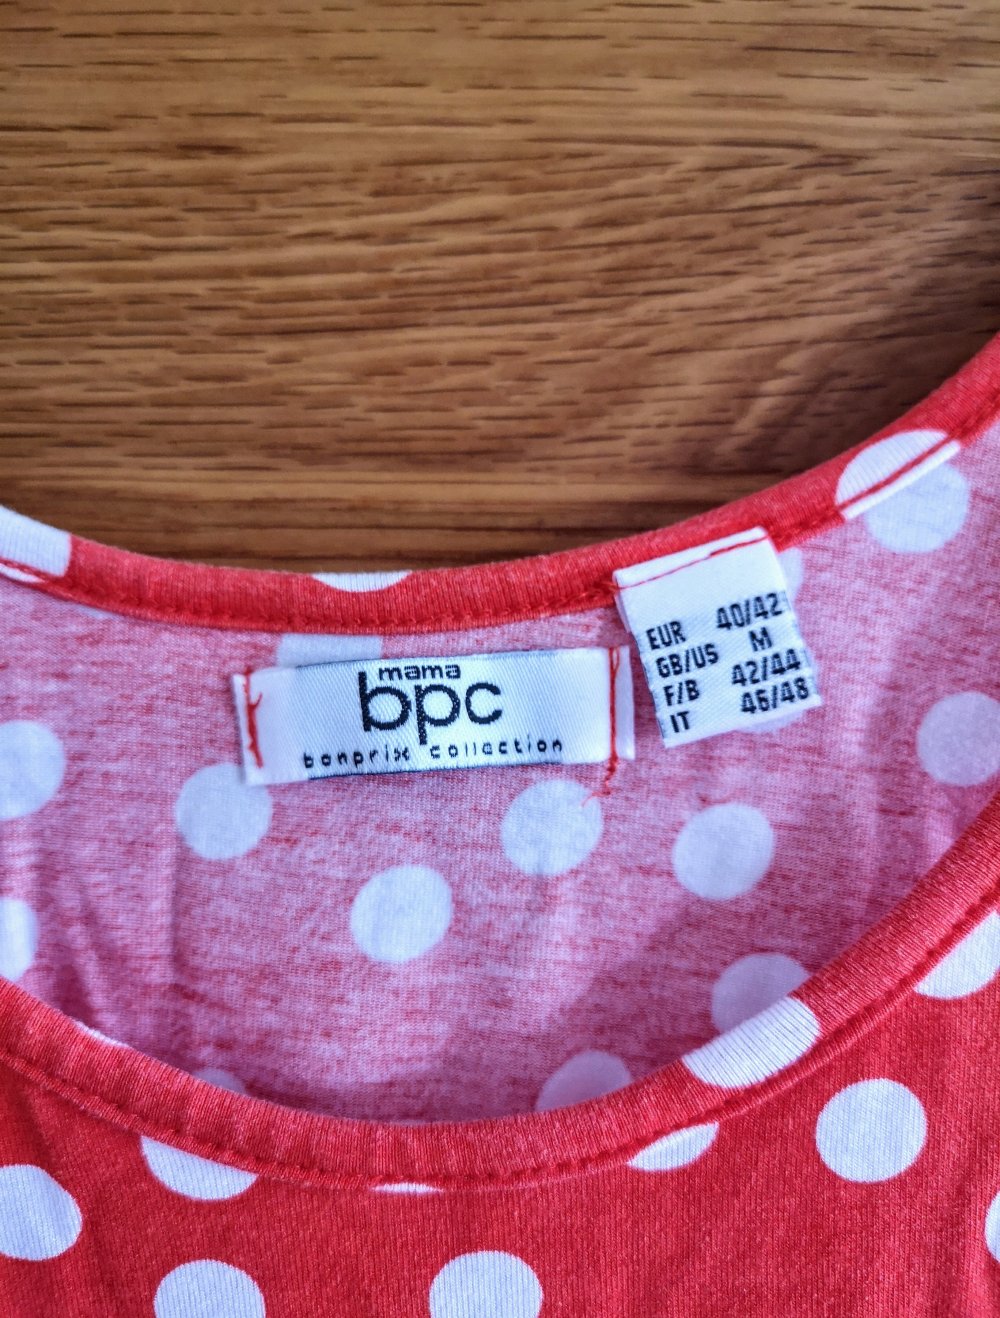 mama
bpc
bonprix collection
EUR 40/42
GB/US M
F/B 42/44
IT 46/48